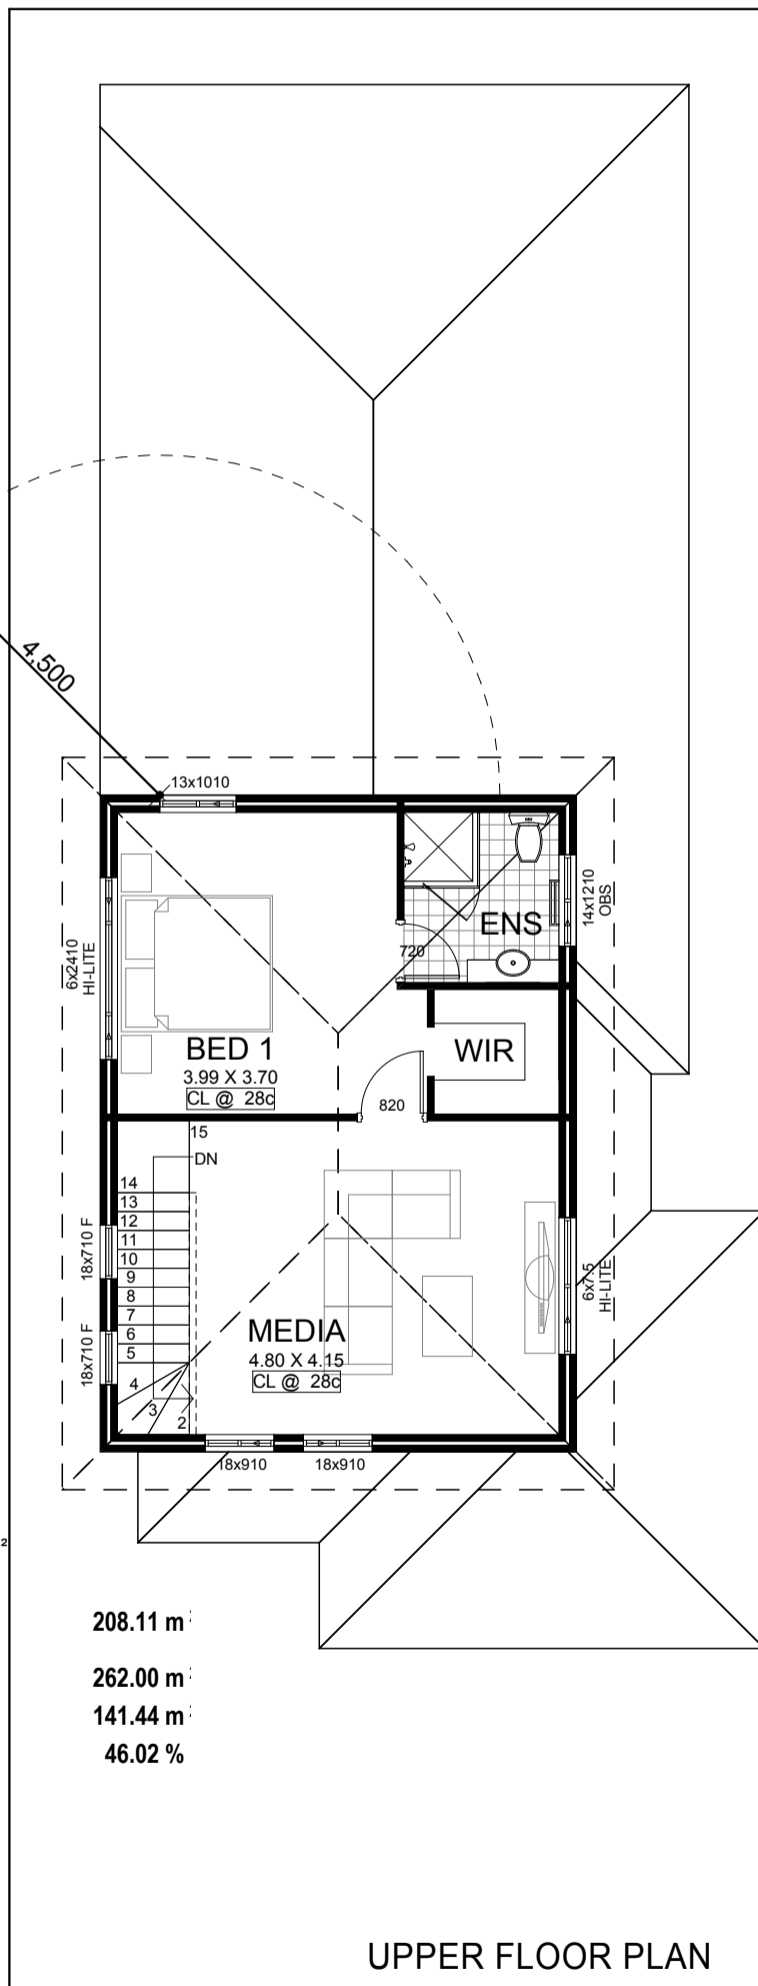 4,500
13x1010
14x1210
OBS
6x2410
HI-LITE
ENS
720
BED 1
3.99 X 3.70
CL @ 28c
WIR
820
15
DN
14
13
12
11
10
9
8
7
6
5
4
3
2
18x710 F
18x710 F
MEDIA
4.80 X 4.15
CL @ 28c
6x7.5
HI-LITE
18x910
18x910
2
208.11 m
262.00 m
141.44 m
46.02 %
UPPER FLOOR PLAN